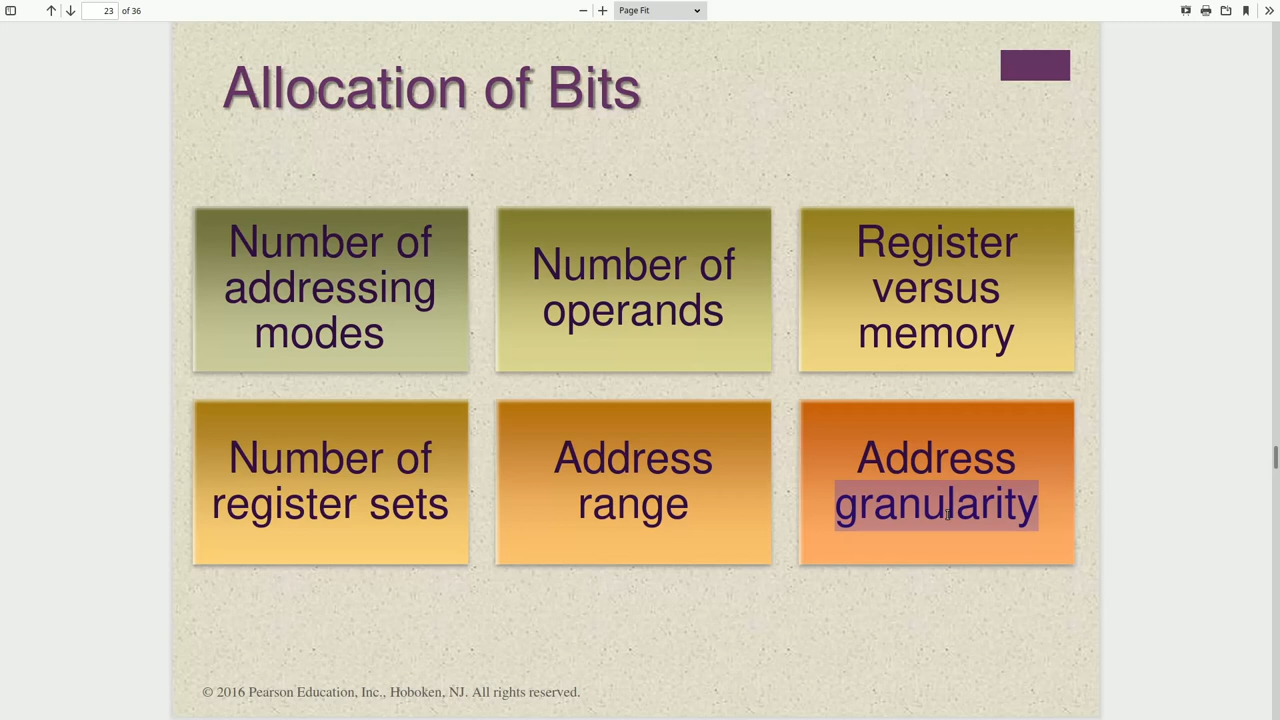 23 of 36
Page Fit
Allocation of Bits
Number of
addressing
modes
Number of
operands
Register
versus
memory
Number of
register sets
Address
range
Address
granularity
© 2016 Pearson Education, Inc., Hoboken, NJ. All rights reserved.